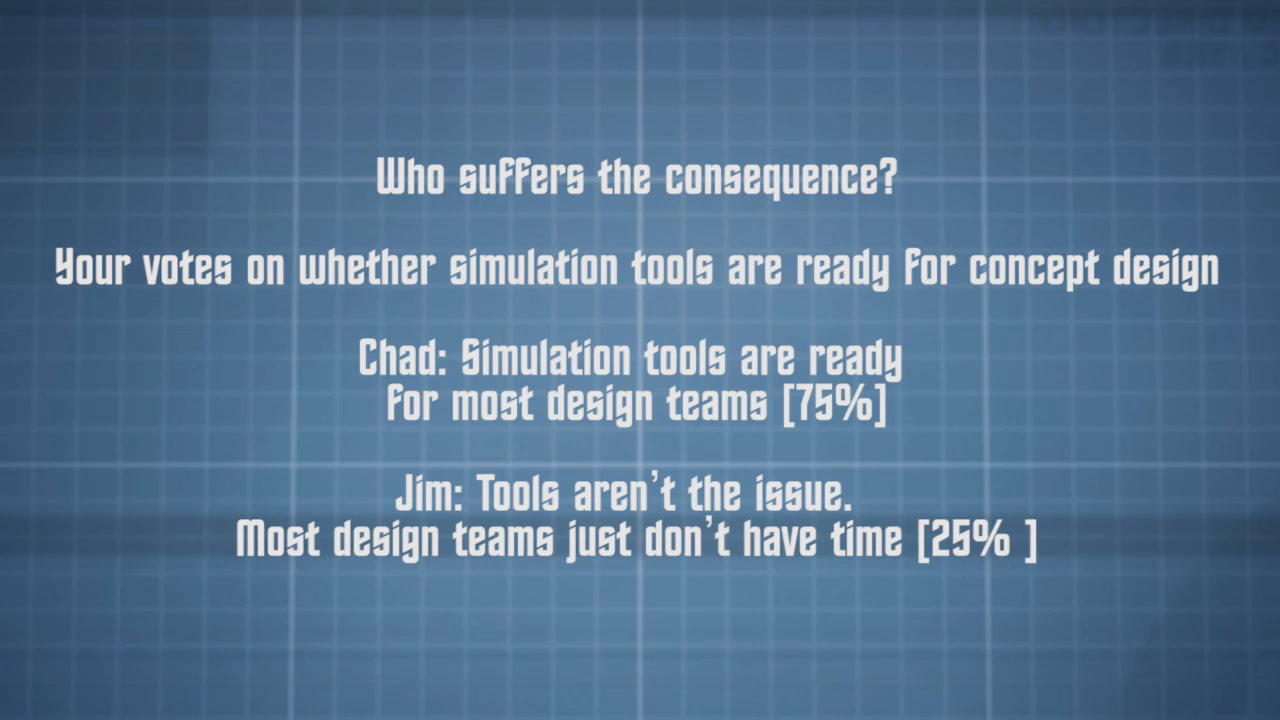 Who suffers the consequence?
Your votes on whether simulation tools are ready for concept design
Chad: Simulation tools are ready
for most design teams [75%]
Jim: Tools aren't the issue.
Most design teams just don't have time [25% ]